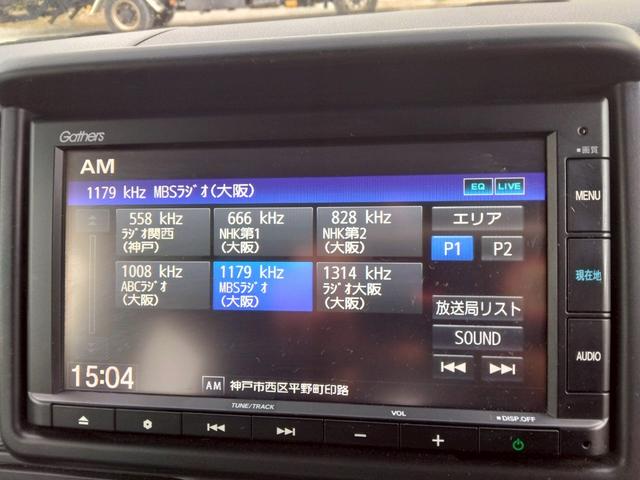 Gathers
AM
1179 kHz MBSラジオ(大阪)
EQ LIVE
558 kHz
ラジオ関西
(神戸)
666 kHz
NHK第1
(大阪)
828 kHz
NHK第2
(大阪)
エリア
P1 P2
1008 kHz
ABCラジオ
(大阪)
1179 kHz
MBSラジオ
(大阪)
1314 kHz
ラジオ大阪
(大阪)
放送局リスト
SOUND
15:04
AM 神戸市西区平野町印路
画質
MENU
現在地
AUDIO
TUNE/TRACK
VOL
DISP.OFF